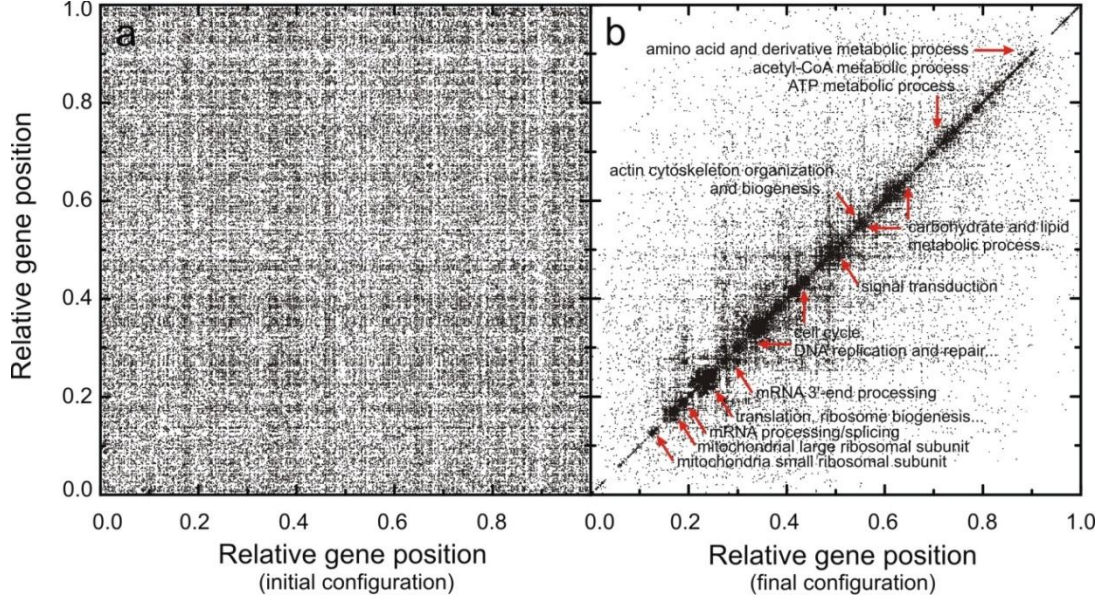 a
b
1.0
0.8
0.6
0.4
0.2
0.0
Relative gene position
0.0 0.2 0.4 0.6 0.8
Relative gene position
(initial configuration)
amino acid and derivative metabolic process
acetyl-CoA metabolic process
ATP metabolic process...
actin cytoskeleton organization
and biogenesis...
carbohydrate and lipid
metabolic process...
signal transduction
cell cycle
DNA replication and repair...
mRNA 3'-end processing
translation, ribosome biogenesis...
mRNA processing/splicing
mitochondrial large ribosomal subunit
mitochondria small ribosomal subunit
0.0 0.2 0.4 0.6 0.8 1.0
Relative gene position
(final configuration)